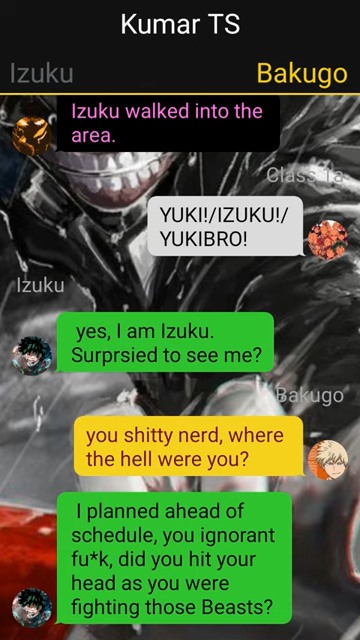 Kumar TS
Izuku
Bakugo
Izuku walked into the
area.
Class 1a
YUKI!/IZUKU!/
YUKIBRO!
Izuku
yes, I am Izuku.
Surprsied to see me?
Bakugo
you shitty nerd, where
the hell were you?
I planned ahead of
schedule, you ignorant
fu*k, did you hit your
head as you were
fighting those Beasts?